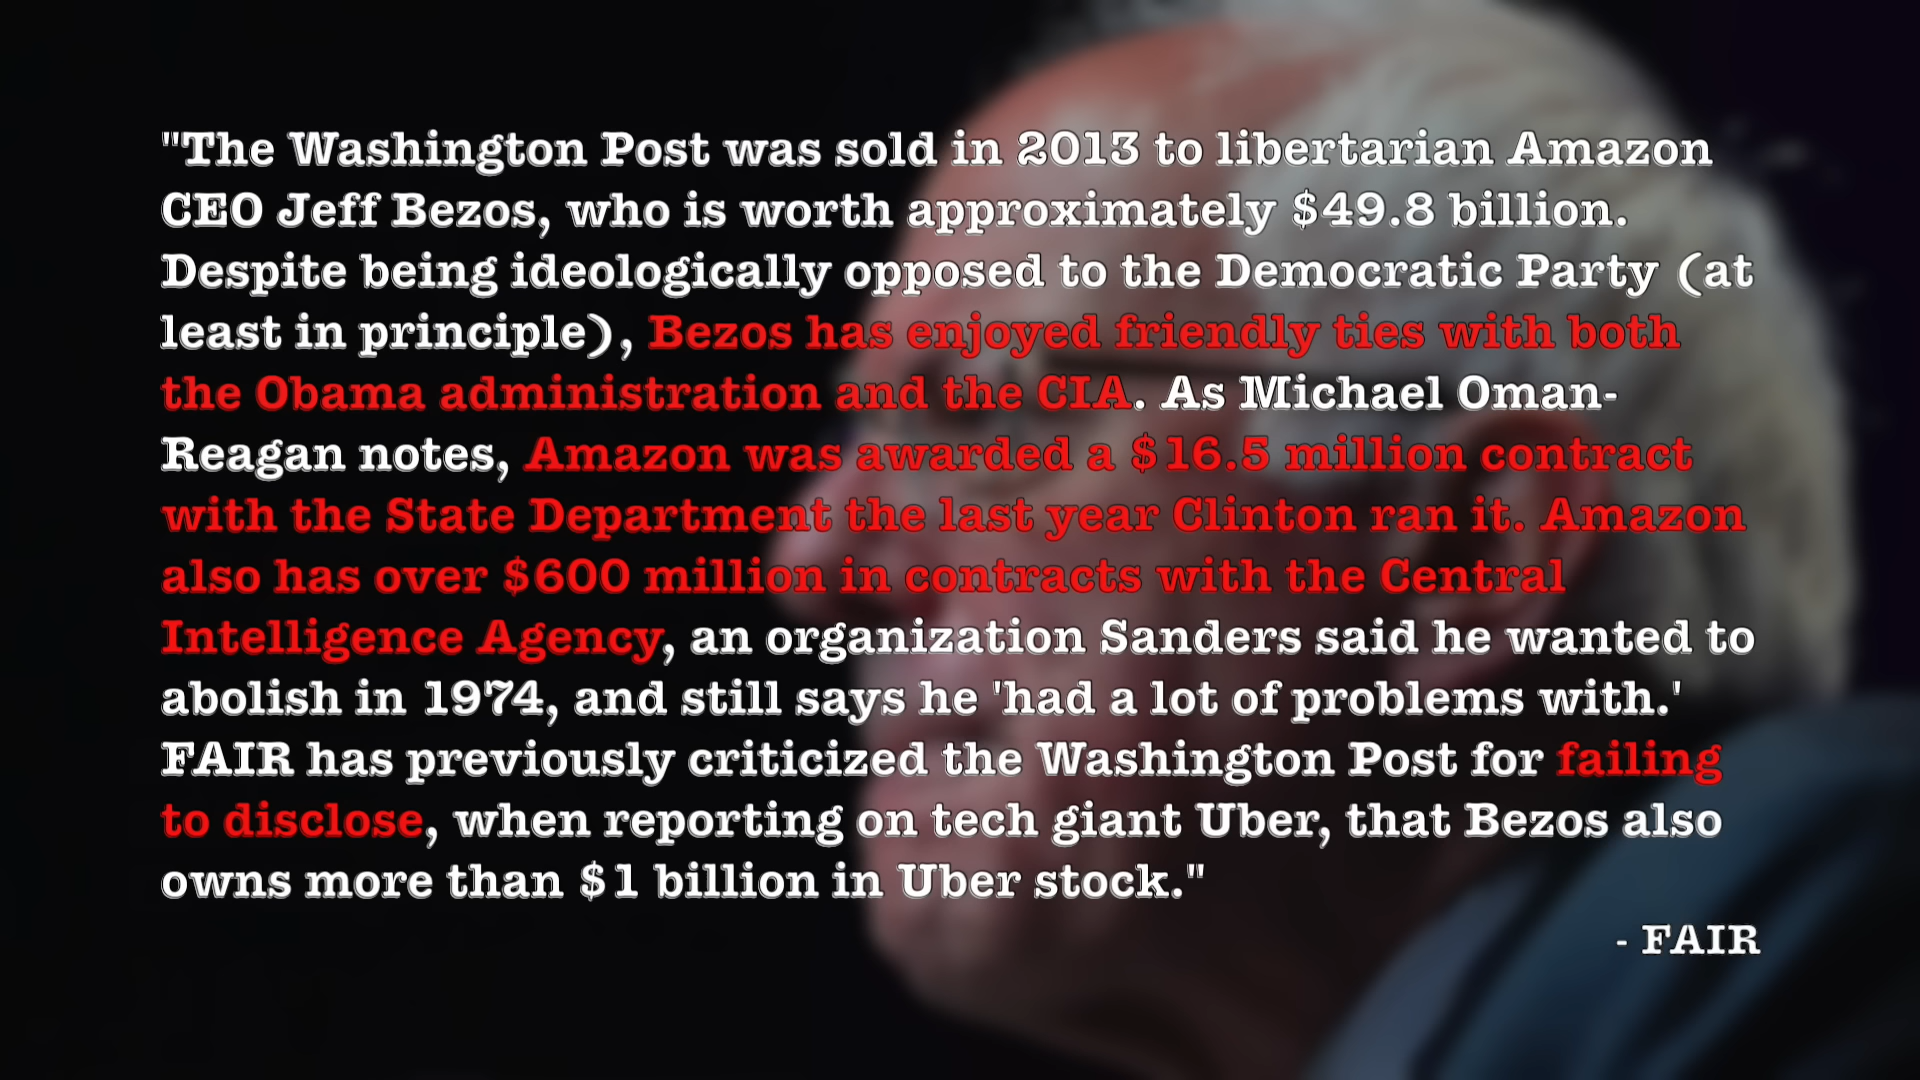 "The Washington Post was sold in 2013 to libertarian Amazon
CEO Jeff Bezos, who is worth approximately $49.8 billion.
Despite being ideologically opposed to the Democratic Party (at
least in principle), Bezos has enjoyed friendly ties with both
the Obama administration and the CIA. As Michael Oman-
Reagan notes, Amazon was awarded a $16.5 million contract
with the State Department the last year Clinton ran it. Amazon
also has over $600 million in contracts with the Central
Intelligence Agency, an organization Sanders said he wanted to
abolish in 1974, and still says he 'had a lot of problems with.'
FAIR has previously criticized the Washington Post for failing
to disclose, when reporting on tech giant Uber, that Bezos also
owns more than $1 billion in Uber stock."
- FAIR